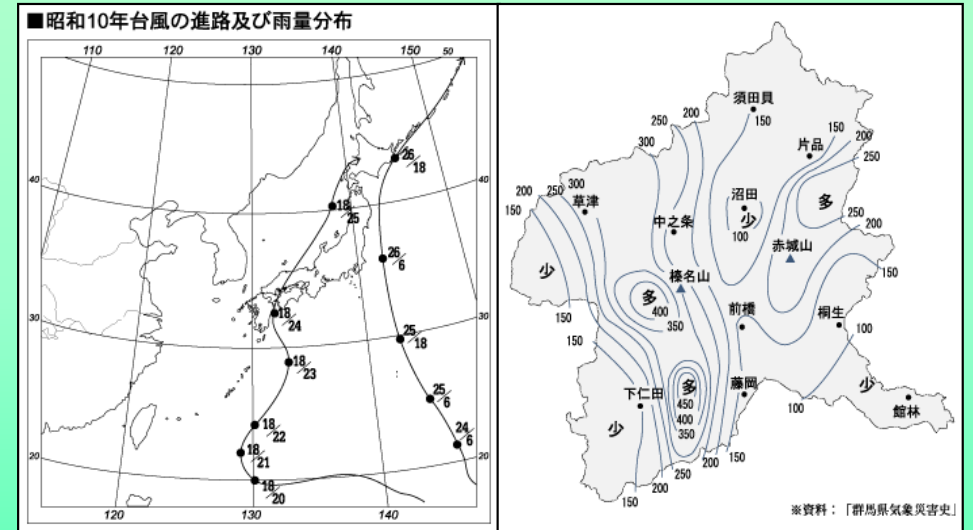 ■昭和10年台風の進路及び雨量分布
110 120 130 140 150 50
40 40
30 30
20 20
120 130 140
26/18
18/25
26/6
18/24
25/18
18/23
25/6
18/22
24/6
18/21
18/20
須田貝
片品
草津
沼田
中之条
赤城山
榛名山
前橋
桐生
下仁田
藤岡
館林
少
少
少
少
多
多
多
250 200 150
300
150 200 250
200 250 300
150
100
250 200
150
400
350
150
150
100
450
400
350
100
150
200
250
200
150
※資料：「群馬県気象災害史」